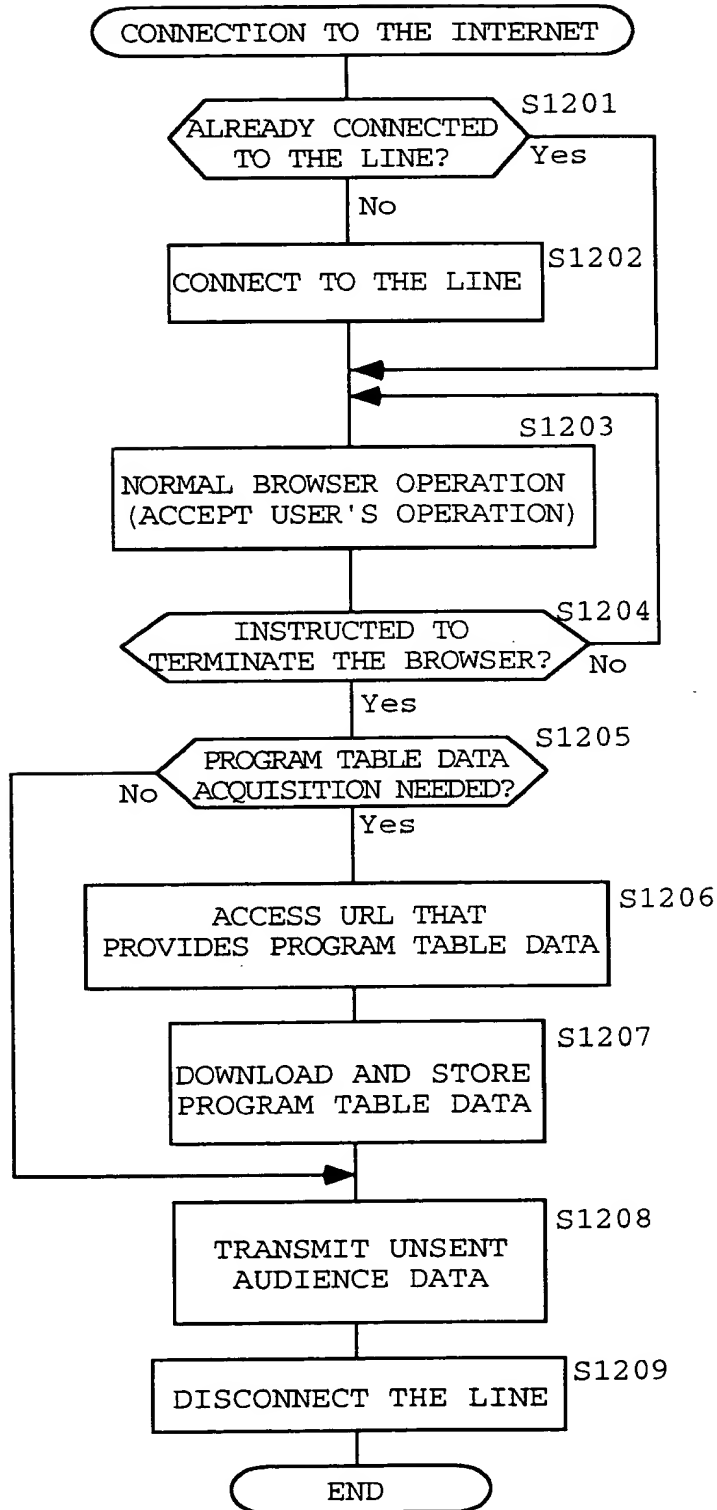 CONNECTION TO THE INTERNET
S1201
ALREADY CONNECTED
TO THE LINE?
Yes
No
S1202
CONNECT TO THE LINE
S1203
NORMAL BROWSER OPERATION
(ACCEPT USER'S OPERATION)
S1204
INSTRUCTED TO
TERMINATE THE BROWSER?
No
Yes
S1205
PROGRAM TABLE DATA
ACQUISITION NEEDED?
No
Yes
S1206
ACCESS URL THAT
PROVIDES PROGRAM TABLE DATA
S1207
DOWNLOAD AND STORE
PROGRAM TABLE DATA
S1208
TRANSMIT UNSENT
AUDIENCE DATA
S1209
DISCONNECT THE LINE
END